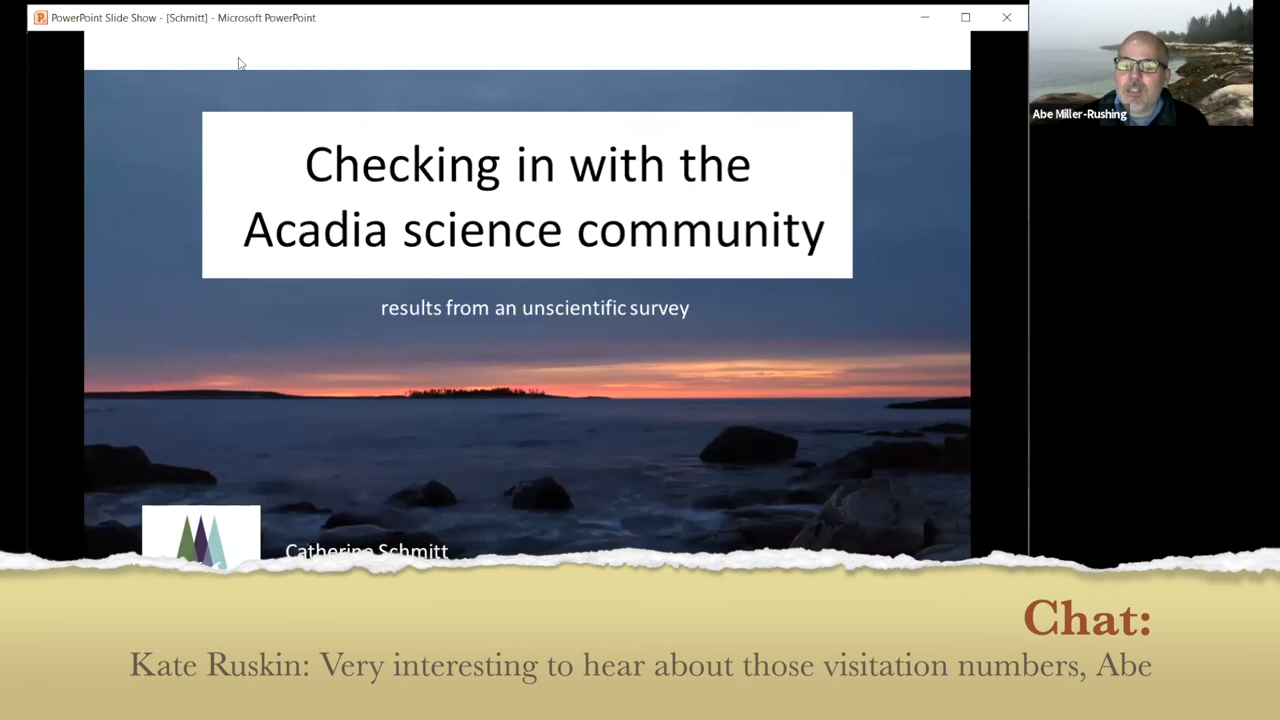 PowerPoint Slide Show - [Schmitt] - Microsoft PowerPoint
Abe Miller-Rushing
Checking in with the
Acadia science community
results from an unscientific survey
Catherine Schmitt
Chat:
Kate Ruskin: Very interesting to hear about those visitation numbers, Abe